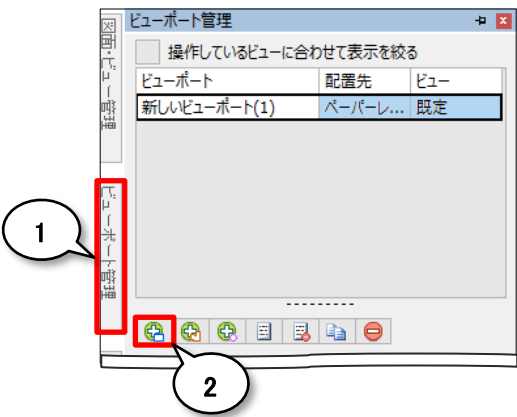 ビューポート管理
図面・ビュー管理
操作しているビューに合わせて表示を絞る
ビューポート 配置先 ビュー
新しいビューポート(1) ペーパーレ... 既定
ビューポート管理
1
2